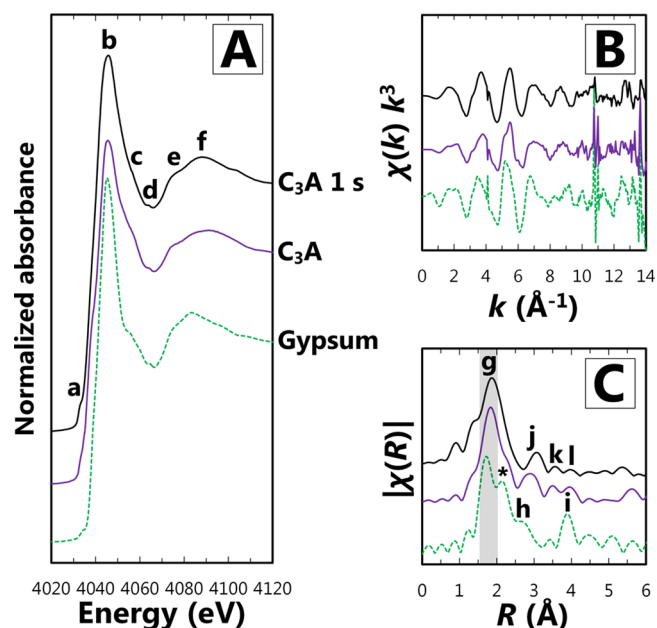 A
b
c
d
e
f
a
C₃A 1 s
C₃A
Gypsum
Normalized absorbance
4020 4040 4060 4080 4100 4120
Energy (eV)
B
χ(k) k³
0 2 4 6 8 10 12 14
k (Å⁻¹)
C
g
j
k l
*
h
i
|χ(R)|
0 1 2 3 4 5 6
R (Å)